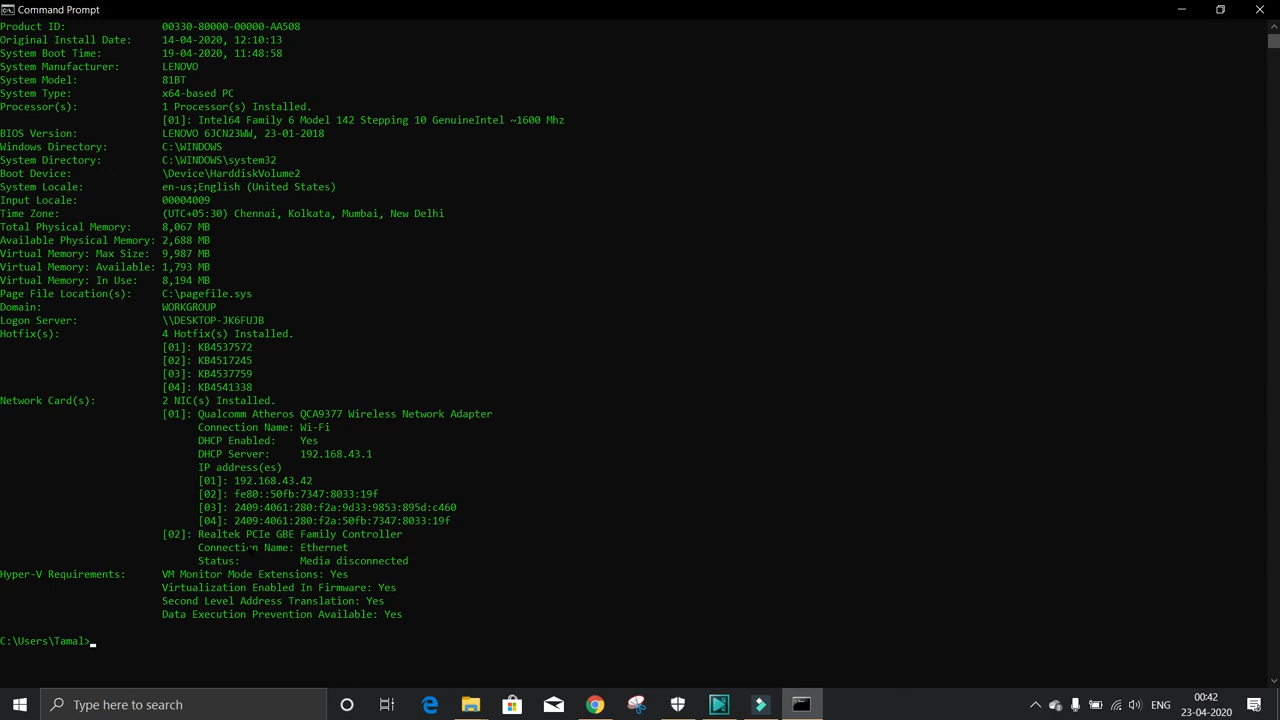 Command Prompt
Product ID: 00330-80000-00000-AA508
Original Install Date: 14-04-2020, 12:10:13
System Boot Time: 19-04-2020, 11:48:58
System Manufacturer: LENOVO
System Model: 81BT
System Type: x64-based PC
Processor(s): 1 Processor(s) Installed.
[01]: Intel64 Family 6 Model 142 Stepping 10 GenuineIntel ~1600 Mhz
BIOS Version: LENOVO 6JCN23WW, 23-01-2018
Windows Directory: C:\WINDOWS
System Directory: C:\WINDOWS\system32
Boot Device: \Device\HarddiskVolume2
System Locale: en-us;English (United States)
Input Locale: 00004009
Time Zone: (UTC+05:30) Chennai, Kolkata, Mumbai, New Delhi
Total Physical Memory: 8,067 MB
Available Physical Memory: 2,688 MB
Virtual Memory: Max Size: 9,987 MB
Virtual Memory: Available: 1,793 MB
Virtual Memory: In Use: 8,194 MB
Page File Location(s): C:\pagefile.sys
Domain: WORKGROUP
Logon Server: \\DESKTOP-JK6FUJB
Hotfix(s): 4 Hotfix(s) Installed.
[01]: KB4537572
[02]: KB4517245
[03]: KB4537759
[04]: KB4541338
Network Card(s): 2 NIC(s) Installed.
[01]: Qualcomm Atheros QCA9377 Wireless Network Adapter
Connection Name: Wi-Fi
DHCP Enabled: Yes
DHCP Server: 192.168.43.1
IP address(es)
[01]: 192.168.43.42
[02]: fe80::50fb:7347:8033:19f
[03]: 2409:4061:280:f2a:9d33:9853:895d:c460
[04]: 2409:4061:280:f2a:50fb:7347:8033:19f
[02]: Realtek PCIe GBE Family Controller
Connection Name: Ethernet
Status: Media disconnected
Hyper-V Requirements: VM Monitor Mode Extensions: Yes
Virtualization Enabled In Firmware: Yes
Second Level Address Translation: Yes
Data Execution Prevention Available: Yes
C:\Users\Tamal>
Type here to search
ENG
00:42
23-04-2020